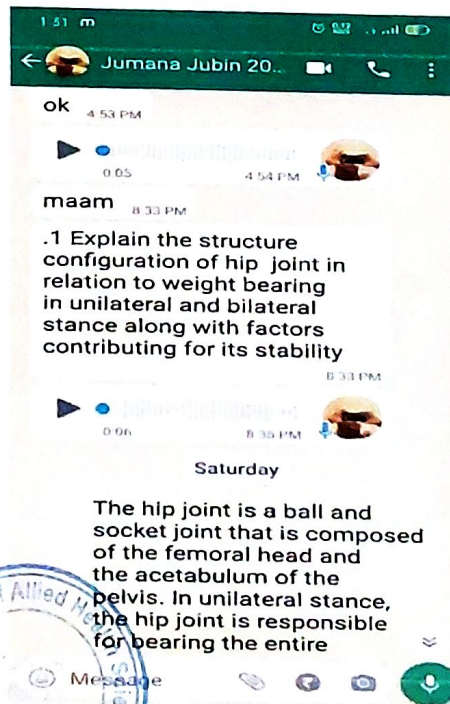 1 51 m
Jumana Jubin 20...
ok
4 53 PM
0.05
4 54 PM
maam
8.33 PM
.1 Explain the structure
configuration of hip joint in
relation to weight bearing
in unilateral and bilateral
stance along with factors
contributing for its stability
8 33 PM
0:06
8 36 PM
Saturday
The hip joint is a ball and
socket joint that is composed
of the femoral head and
the acetabulum of the
pelvis. In unilateral stance,
the hip joint is responsible
for bearing the entire
Allied
Message